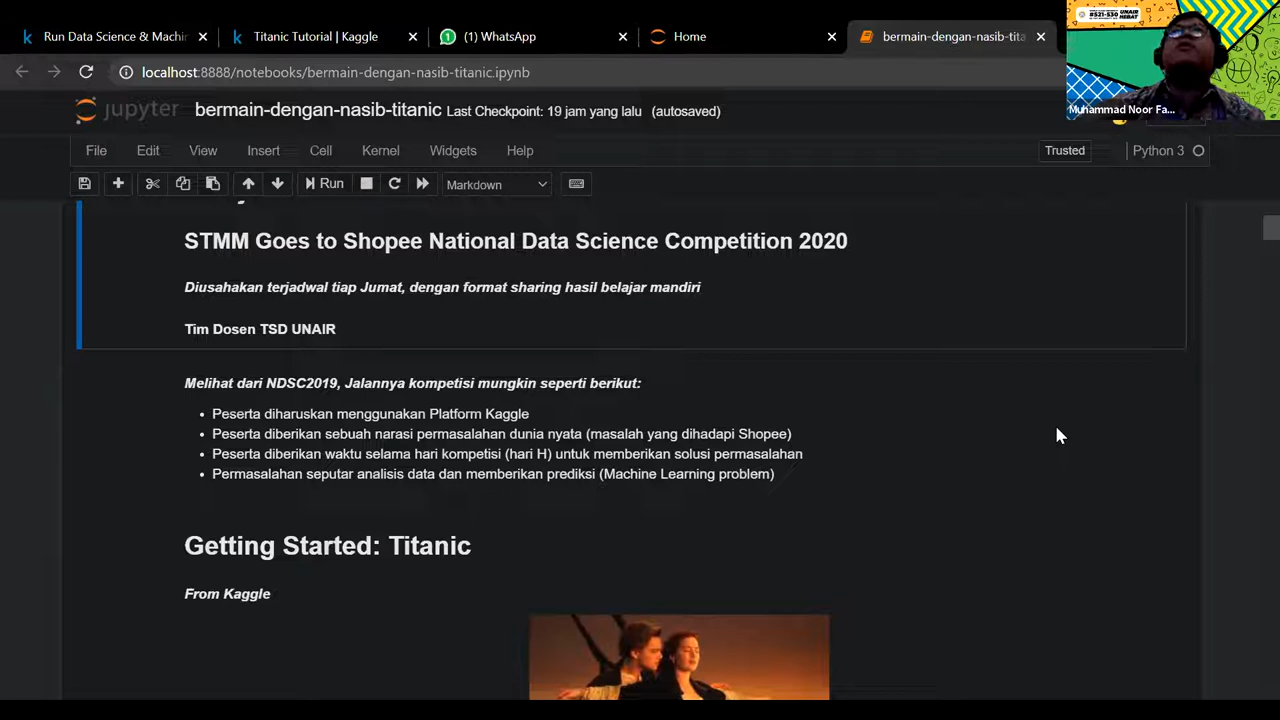 Run Data Science & Machin
Titanic Tutorial | Kaggle
(1) WhatsApp
Home
bermain-dengan-nasib-tita
#521-530 UNAIR HEBAT
localhost:8888/notebooks/bermain-dengan-nasib-titanic.ipynb
Muhammad Noor Fa...
jupyter bermain-dengan-nasib-titanic Last Checkpoint: 19 jam yang lalu (autosaved)
File Edit View Insert Cell Kernel Widgets Help Trusted Python 3
Run Markdown
STMM Goes to Shopee National Data Science Competition 2020
Diusahakan terjadwal tiap Jumat, dengan format sharing hasil belajar mandiri
Tim Dosen TSD UNAIR
Melihat dari NDSC2019, Jalannya kompetisi mungkin seperti berikut:
• Peserta diharuskan menggunakan Platform Kaggle
• Peserta diberikan sebuah narasi permasalahan dunia nyata (masalah yang dihadapi Shopee)
• Peserta diberikan waktu selama hari kompetisi (hari H) untuk memberikan solusi permasalahan
• Permasalahan seputar analisis data dan memberikan prediksi (Machine Learning problem)
Getting Started: Titanic
From Kaggle